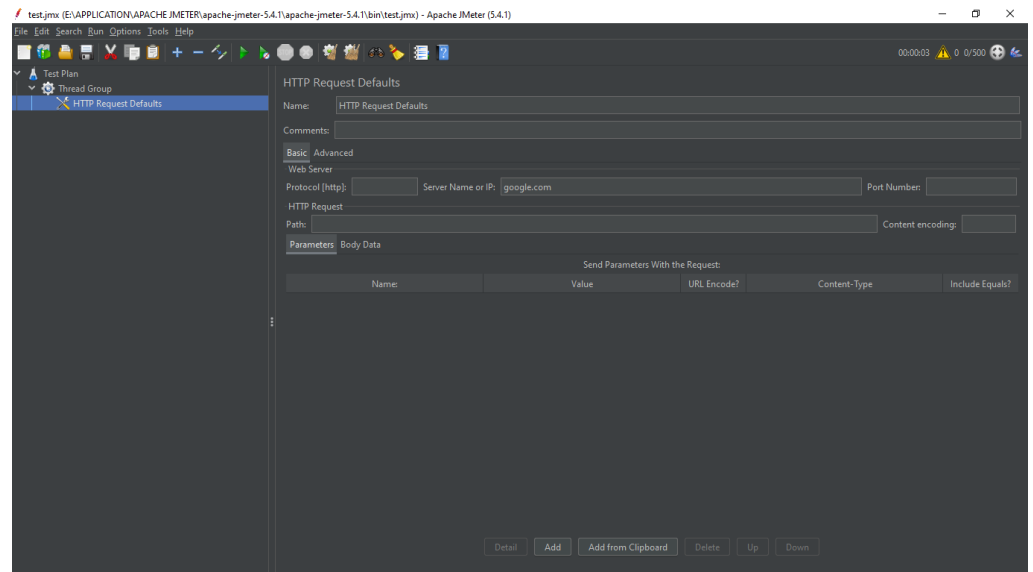 test.jmx (E:\APPLICATION\APACHE JMETER\apache-jmeter-5.4.1\apache-jmeter-5.4.1\bin\test.jmx) - Apache JMeter (5.4.1)
File Edit Search Run Options Tools Help
00:00:03 0 0/500
Test Plan
Thread Group
HTTP Request Defaults
HTTP Request Defaults
Name: HTTP Request Defaults
Comments:
Basic Advanced
Web Server
Protocol [http]: Server Name or IP: google.com Port Number:
HTTP Request
Path: Content encoding:
Parameters Body Data
Send Parameters With the Request:
Name: Value URL Encode? Content-Type Include Equals?
Detail Add Add from Clipboard Delete Up Down